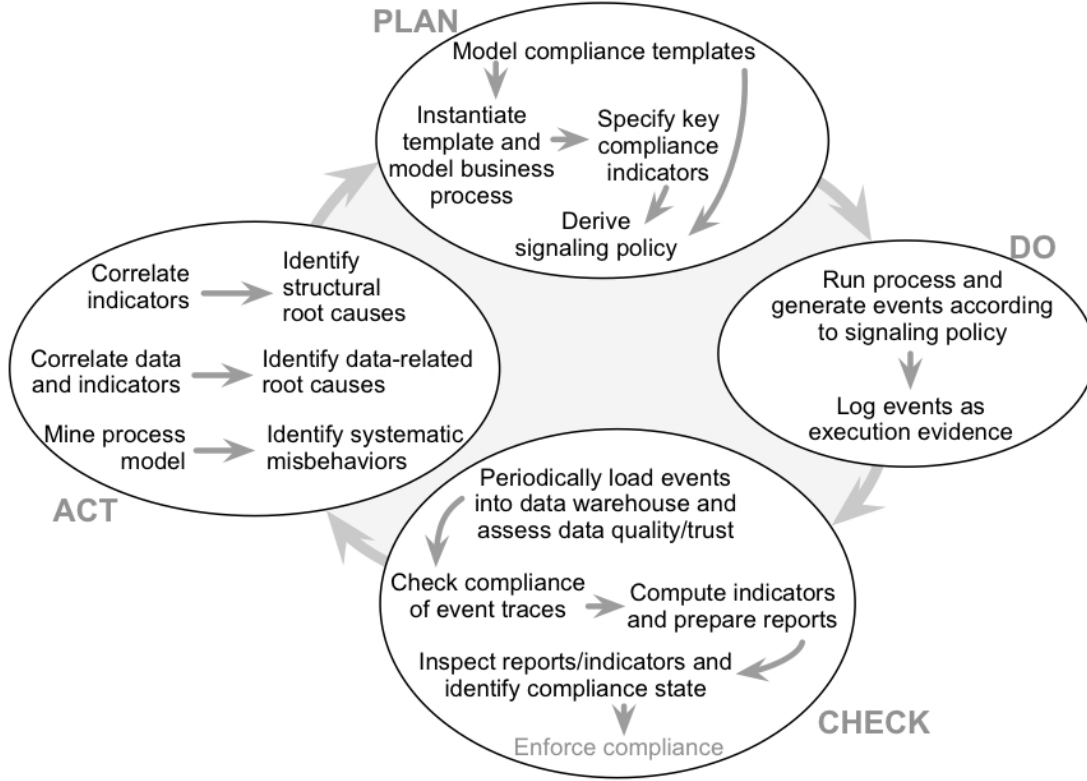 PLAN
Model compliance templates
Instantiate
template and
model business
process
Specify key
compliance
indicators
Derive
signaling policy
DO
Run process and
generate events according
to signaling policy
Log events as
execution evidence
Periodically load events
into data warehouse and
assess data quality/trust
Check compliance
of event traces
Compute indicators
and prepare reports
Inspect reports/indicators and
identify compliance state
Enforce compliance
CHECK
Correlate
indicators
Identify
structural
root causes
Correlate data
and indicators
Identify data-related
root causes
Mine process
model
Identify systematic
misbehaviors
ACT